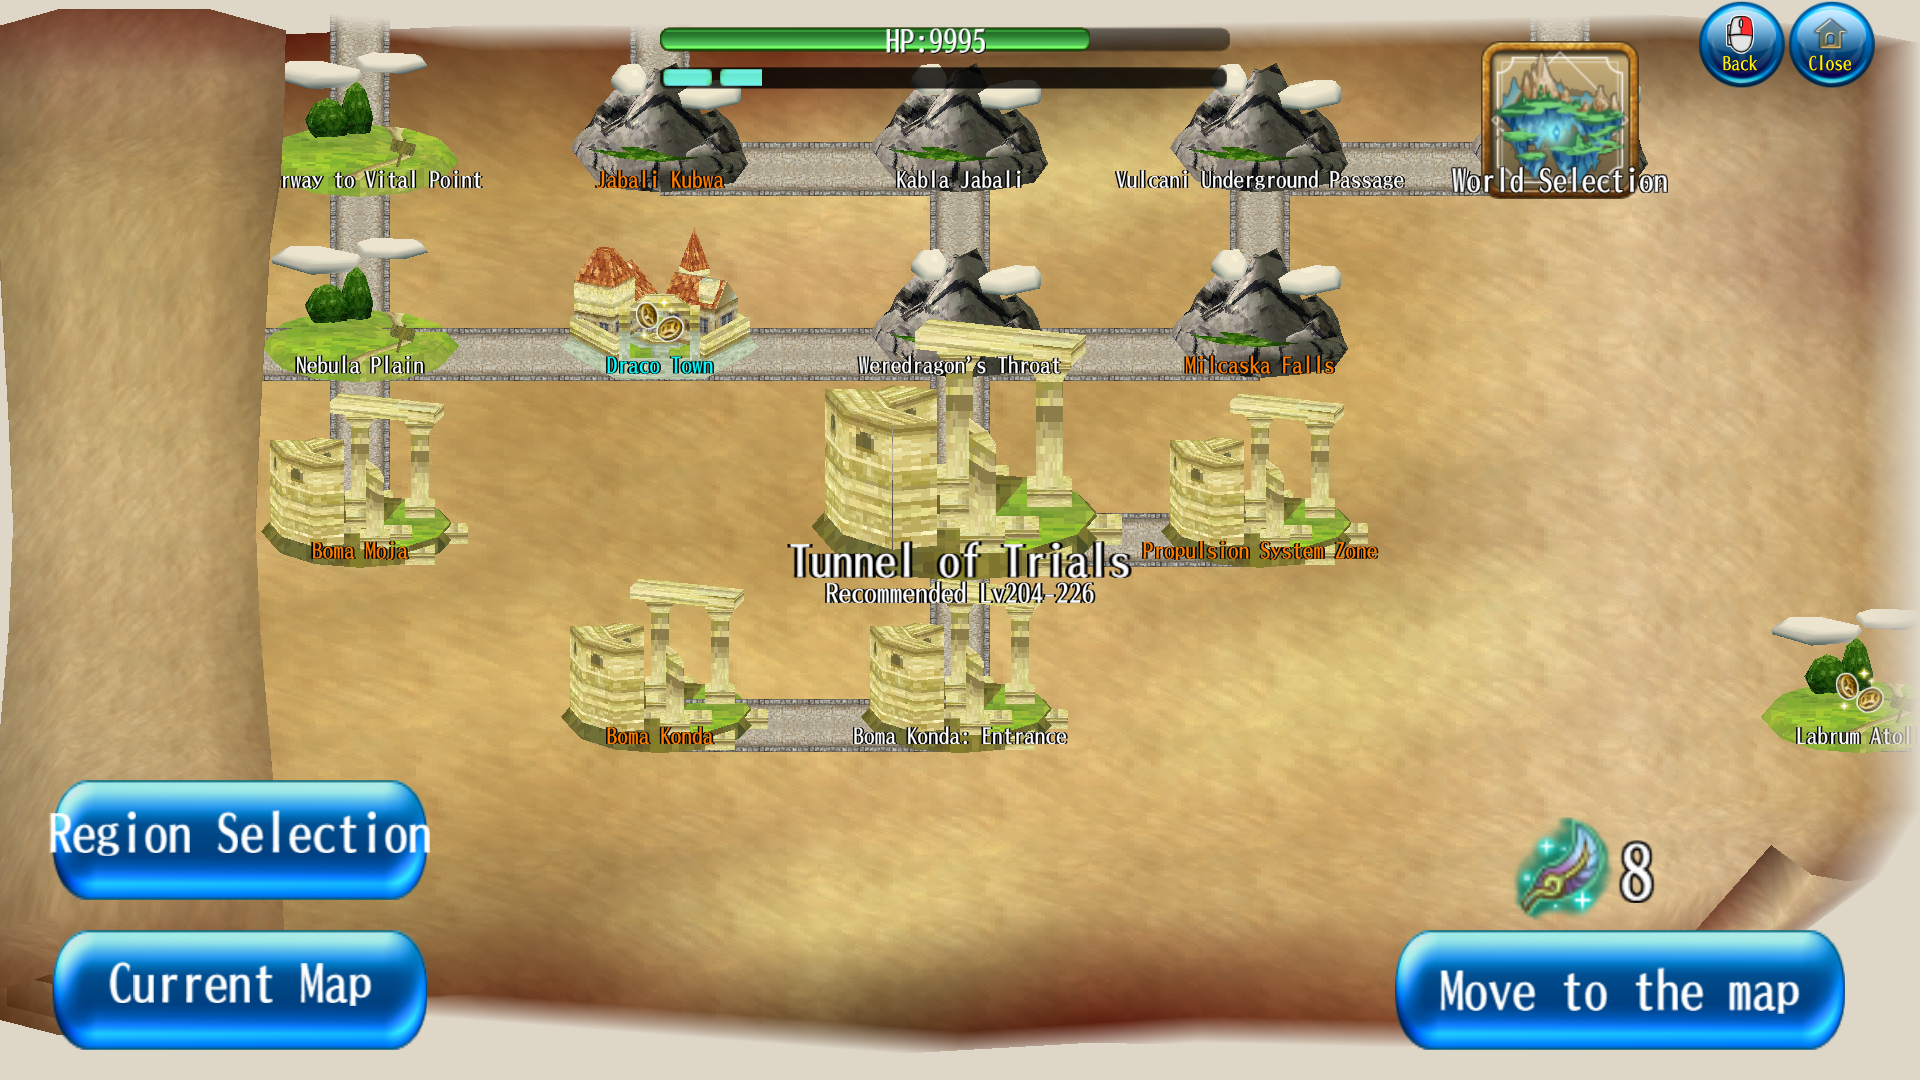 HP:9995
Back
Close
rway to Vital Point
Jabali Kubwa
Kabla Jabali
Vulcani Underground Passage
World Selection
Nebula Plain
Draco Town
Weredragon's Throat
Milcaska Falls
Boma Moja
Tunnel of Trials
Recommended Lv204-226
Propulsion System Zone
Boma Konda
Boma Konda: Entrance
Labrum Atol
Region Selection
8
Current Map
Move to the map